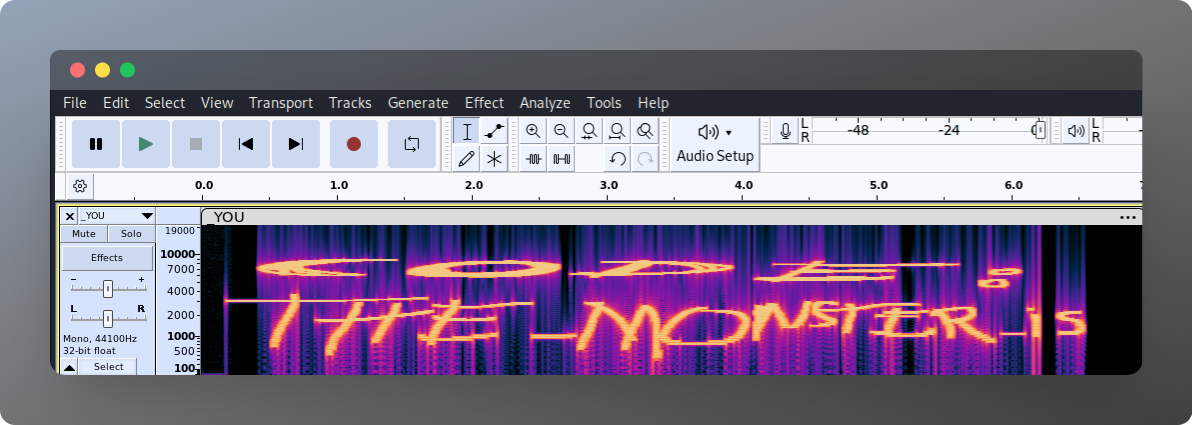 File Edit Select View Transport Tracks Generate Effect Analyze Tools Help
L R -48 -24 0 L R
Audio Setup
0.0 1.0 2.0 3.0 4.0 5.0 6.0
_YOU
_YOU
Mute Solo
Effects
- +
L R
Mono, 44100Hz
32-bit float
Select
19000
10000
7000
4000
2000
1000
500
100
CODE:
THE_MONSTER_is